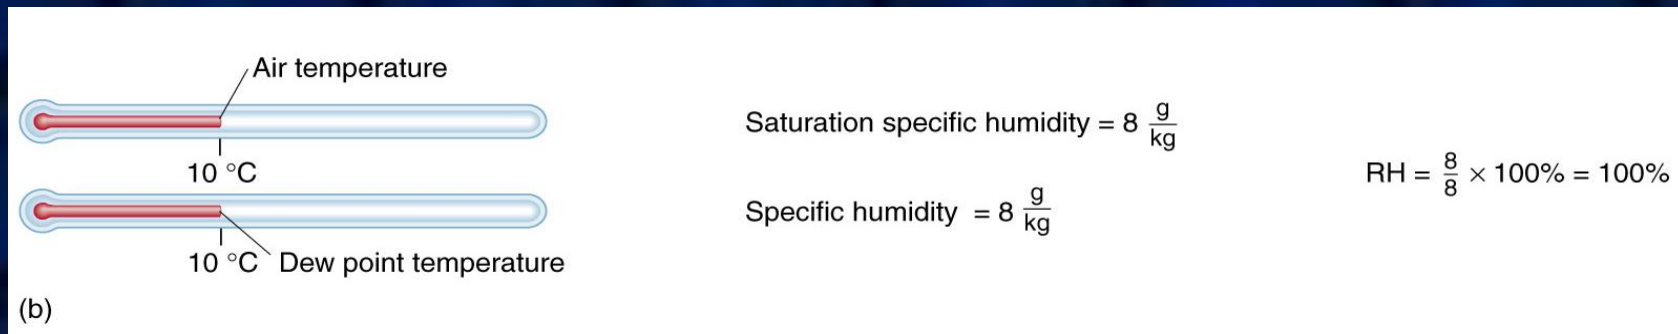 Air temperature
10 °C
10 °C Dew point temperature
Saturation specific humidity = 8 g/kg
Specific humidity = 8 g/kg
RH = 8/8 × 100% = 100%
(b)